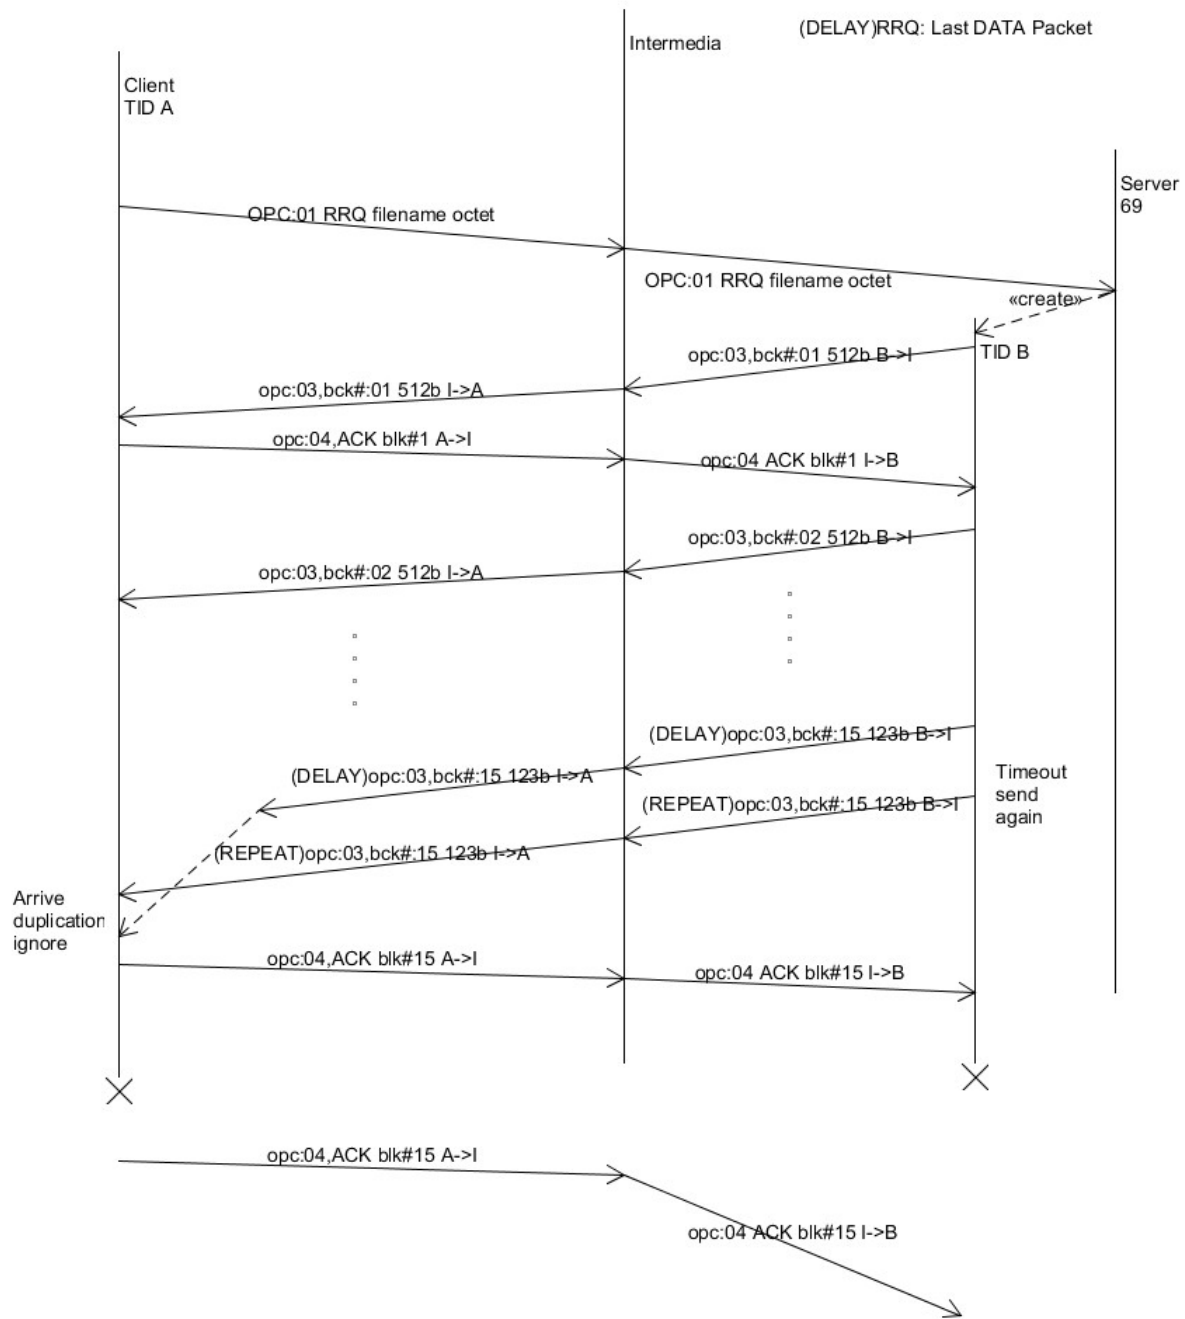 (DELAY)RRQ: Last DATA Packet
Intermedia
Client
TID A
Server
69
OPC:01 RRQ filename octet
OPC:01 RRQ filename octet
«create»
TID B
opc:03,bck#:01 512b B->I
opc:03,bck#:01 512b I->A
opc:04,ACK blk#1 A->I
opc:04 ACK blk#1 I->B
opc:03,bck#:02 512b B->I
opc:03,bck#:02 512b I->A
(DELAY)opc:03,bck#:15 123b B->I
(DELAY)opc:03,bck#:15 123b I->A
Timeout
send
again
(REPEAT)opc:03,bck#:15 123b B->I
(REPEAT)opc:03,bck#:15 123b I->A
Arrive
duplication
ignore
opc:04,ACK blk#15 A->I
opc:04 ACK blk#15 I->B
opc:04,ACK blk#15 A->I
opc:04 ACK blk#15 I->B